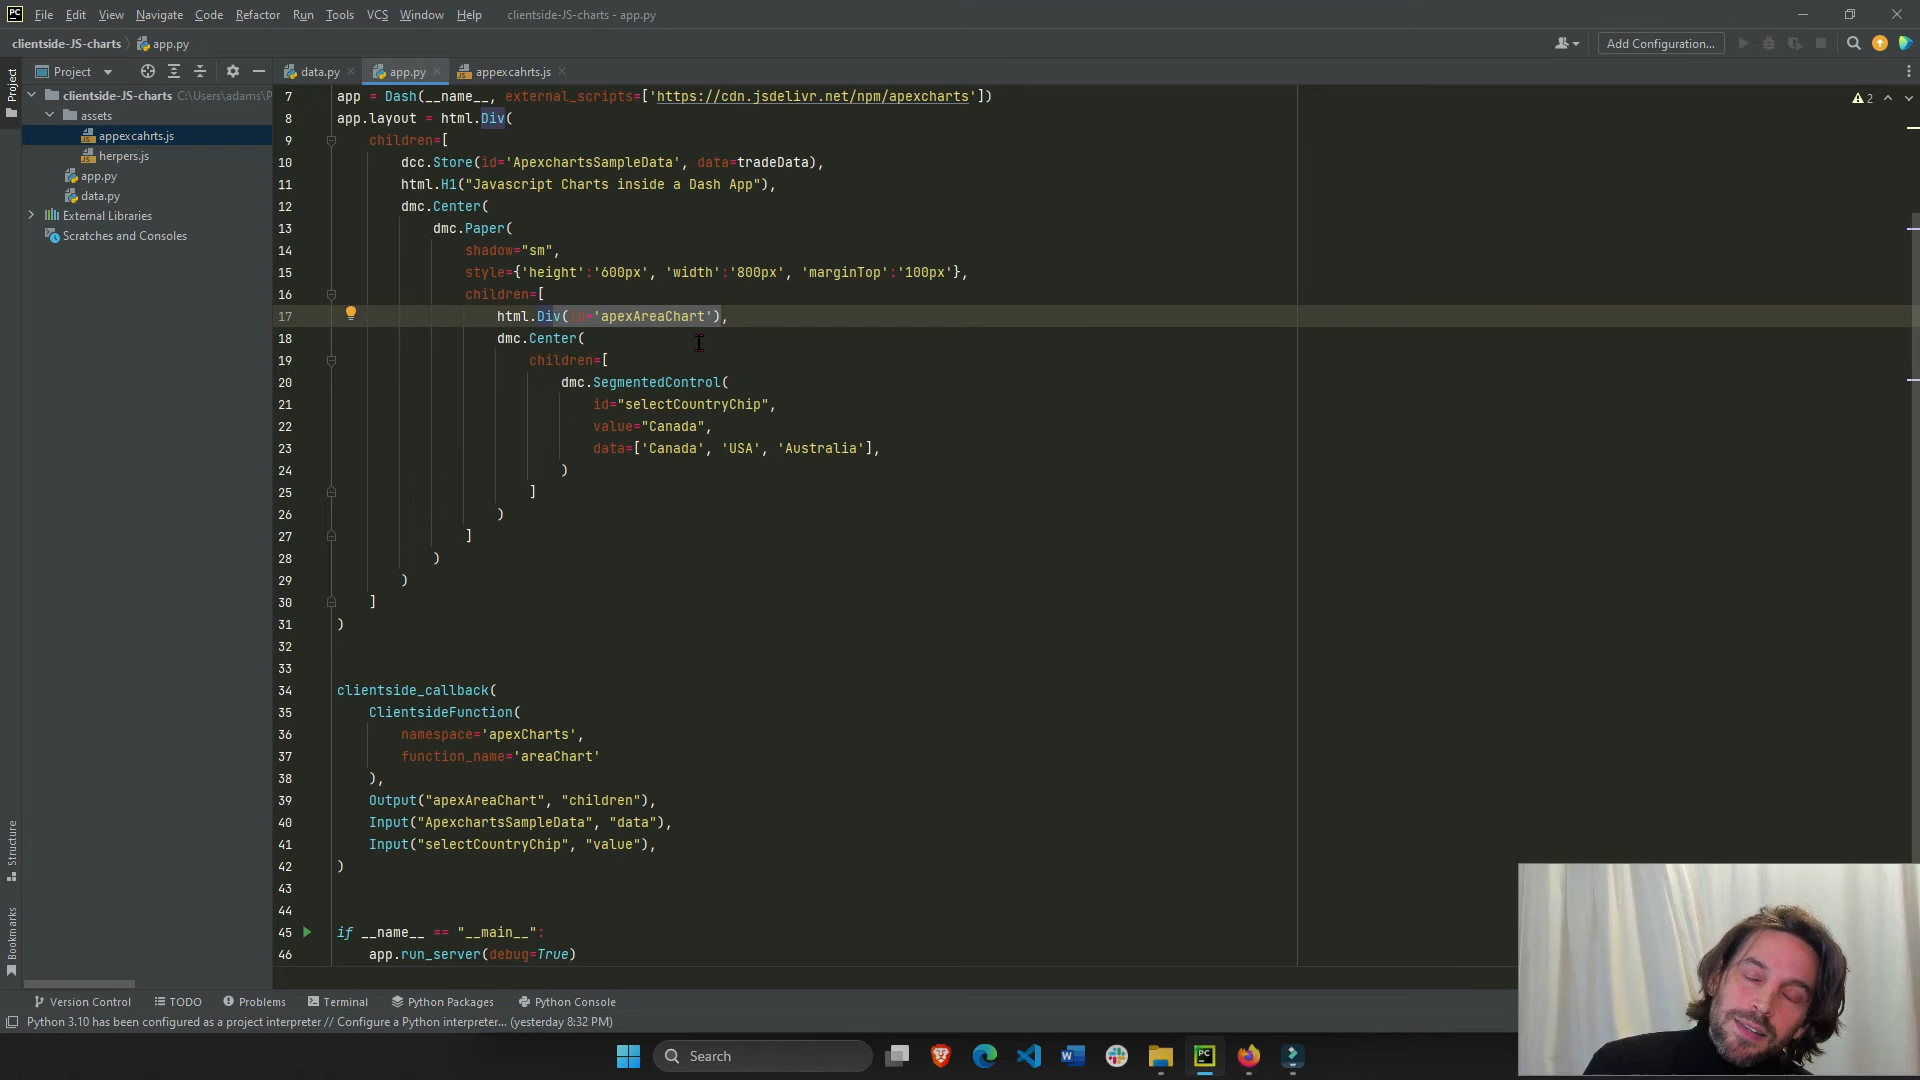 PC File Edit View Navigate Code Refactor Run Tools VCS Window Help clientside-JS-charts - app.py
clientside-JS-charts app.py Add Configuration...
Project data.py app.py appexcahrts.js
clientside-JS-charts C:\Users\adams\P
assets
appexcahrts.js
herpers.js
app.py
data.py
External Libraries
Scratches and Consoles
Project
Structure
Bookmarks
2
7 app = Dash(__name__, external_scripts=['https://cdn.jsdelivr.net/npm/apexcharts'])
8 app.layout = html.Div(
9 children=[
10 dcc.Store(id='ApexchartsSampleData', data=tradeData),
11 html.H1("Javascript Charts inside a Dash App"),
12 dmc.Center(
13 dmc.Paper(
14 shadow="sm",
15 style={'height':'600px', 'width':'800px', 'marginTop':'100px'},
16 children=[
17 html.Div(id='apexAreaChart'),
18 dmc.Center(
19 children=[
20 dmc.SegmentedControl(
21 id="selectCountryChip",
22 value="Canada",
23 data=['Canada', 'USA', 'Australia'],
24 )
25 ]
26 )
27 ]
28 )
29 )
30 ]
31 )
32
33
34 clientside_callback(
35 ClientsideFunction(
36 namespace='apexCharts',
37 function_name='areaChart'
38 ),
39 Output("apexAreaChart", "children"),
40 Input("ApexchartsSampleData", "data"),
41 Input("selectCountryChip", "value"),
42 )
43
44
45 if __name__ == "__main__":
46 app.run_server(debug=True)
Version Control TODO Problems Terminal Python Packages Python Console
Python 3.10 has been configured as a project interpreter // Configure a Python interpreter... (yesterday 8:32 PM)
Search